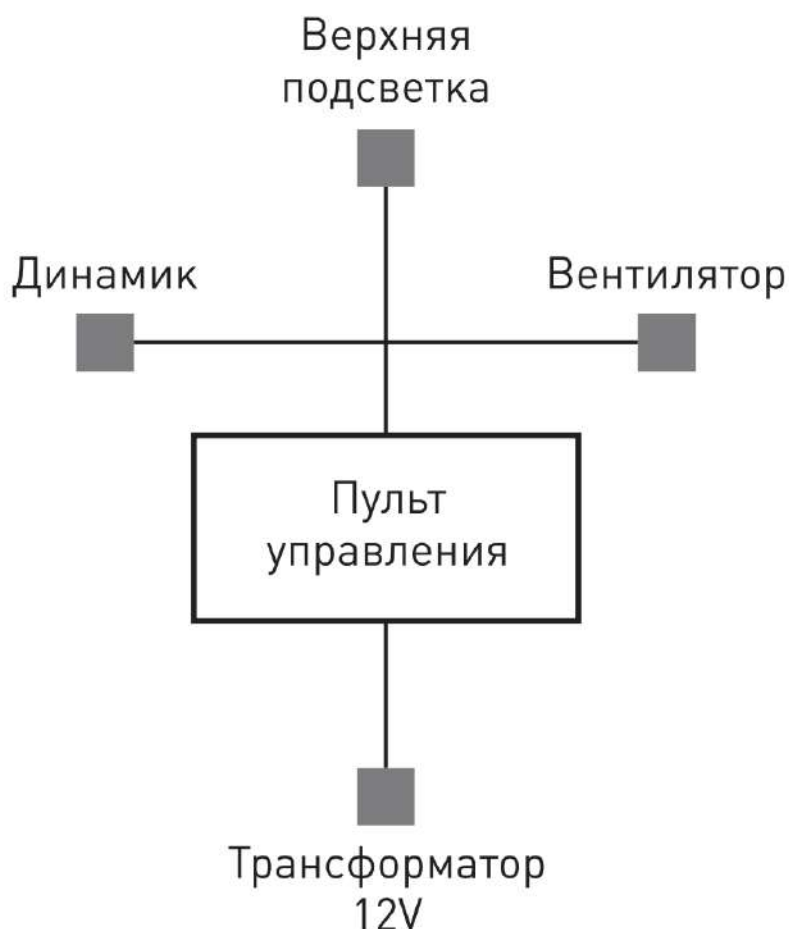 Верхняя
подсветка
Динамик
Вентилятор
Пульт
управления
Трансформатор
12V